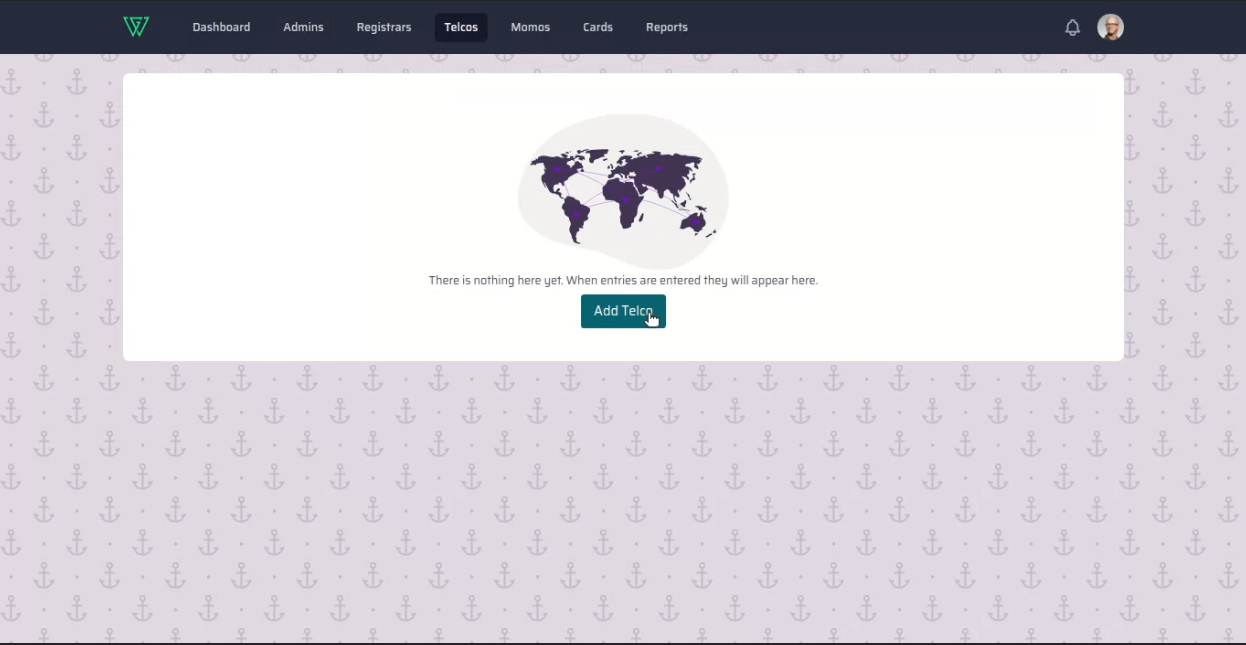 Dashboard Admins Registrars Telcos Momos Cards Reports
There is nothing here yet. When entries are entered they will appear here.
Add Telco